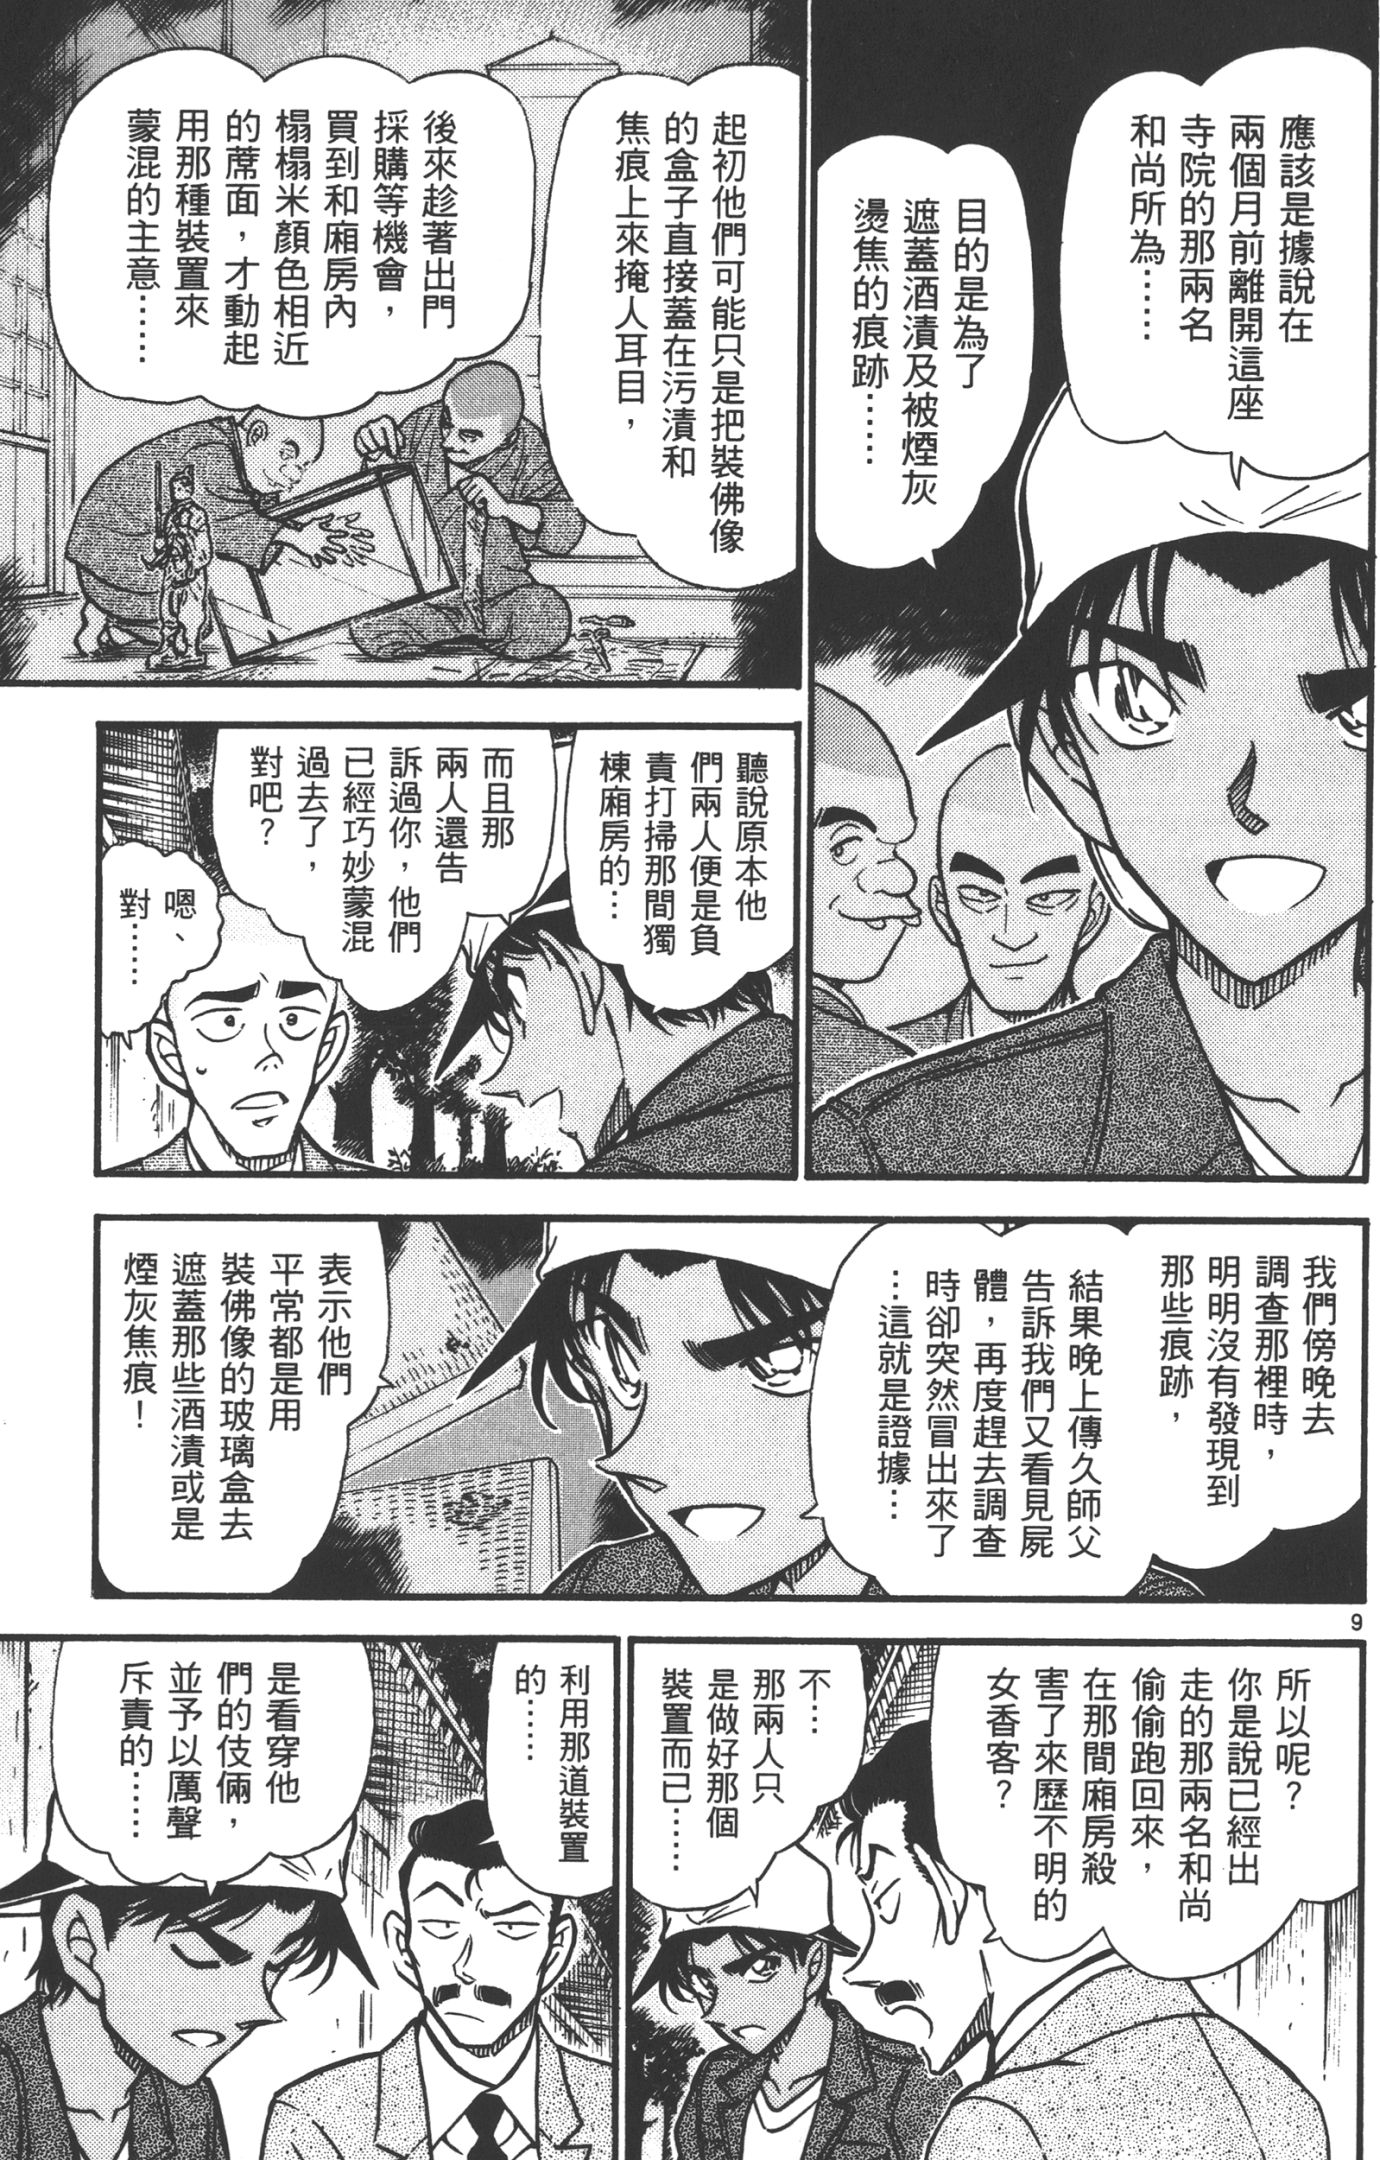 應該是據說在
兩個月前離開這座
寺院的那兩名
和尚所為……
目的是為了
遮蓋酒漬及被煙灰
燙焦的痕跡……
起初他們可能只是把裝佛像
的盒子直接蓋在污漬和
焦痕上來掩人耳目，
後來趁著出門
採購等機會，
買到和廂房內
榻榻米顏色相近
的蓆面，才動起
用那種裝置來
蒙混的主意……
聽說原本他
們兩人便是負
責打掃那間獨
棟廂房的…
而且那
兩人還告
訴過你，他們
已經巧妙蒙混
過去了，
對吧？
嗯、
對……
我們傍晚去
調查那裡時，
明明沒有發現到
那些痕跡，
結果晚上傳久師父
告訴我們又看見屍
體，再度趕去調查
時卻突然冒出來了
…這就是證據…
表示他們
平常都是用
裝佛像的玻璃盒去
遮蓋那些酒漬或是
煙灰焦痕！
9
所以呢？
你是說已經出
走的那兩名和尚
偷偷跑回來，
在那間廂房殺
害了來歷不明的
女香客？
不…
那兩人只
是做好那個
裝置而已……
利用那道裝置
的……
是看穿他
們的伎倆，
並予以厲聲
斥責的……